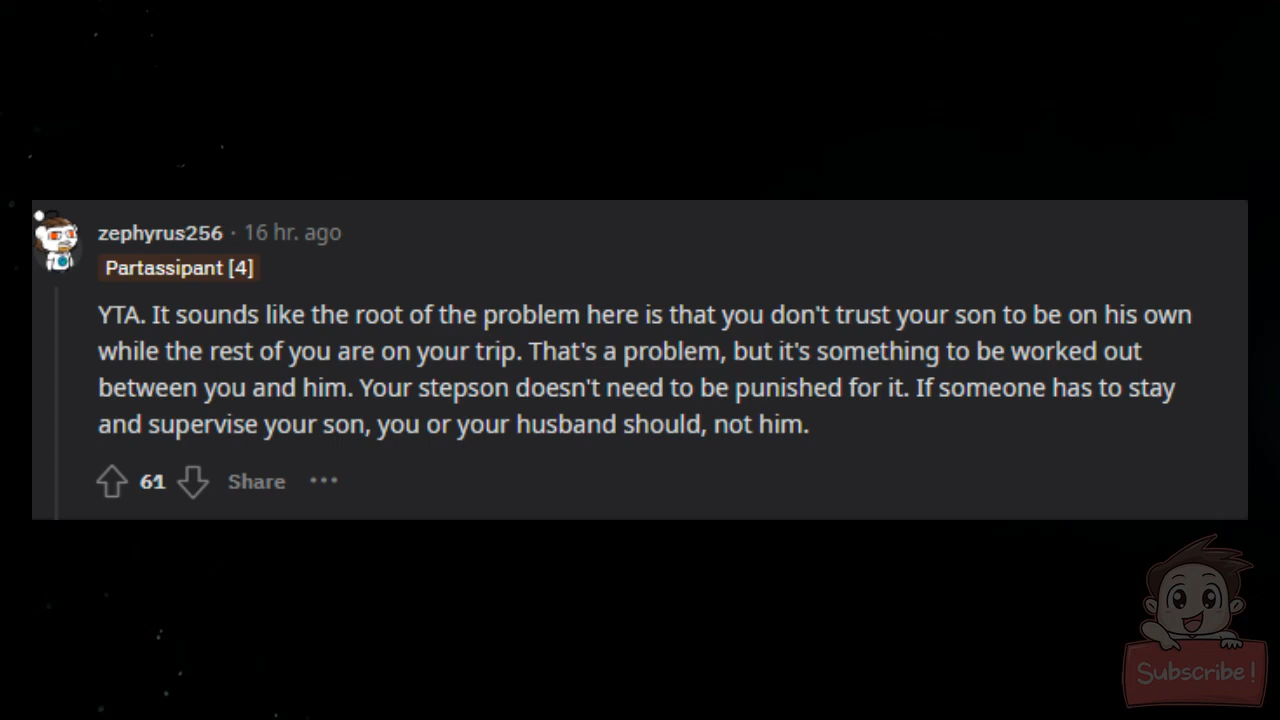 zephyrus256 · 16 hr. ago
Partassipant [4]
YTA. It sounds like the root of the problem here is that you don't trust your son to be on his own
while the rest of you are on your trip. That's a problem, but it's something to be worked out
between you and him. Your stepson doesn't need to be punished for it. If someone has to stay
and supervise your son, you or your husband should, not him.
61 Share ···
Subscribe!